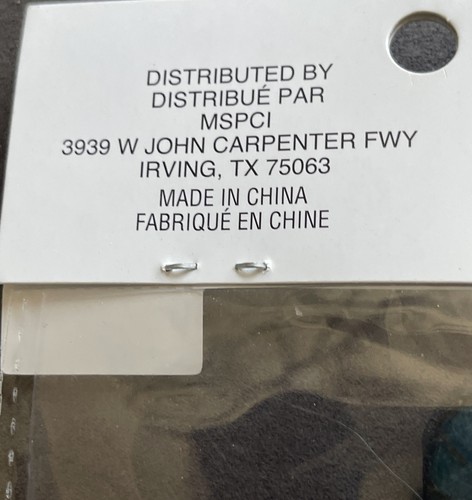 DISTRIBUTED BY
DISTRIBUÉ PAR
MSPCI
3939 W JOHN CARPENTER FWY
IRVING, TX 75063
MADE IN CHINA
FABRIQUÉ EN CHINE